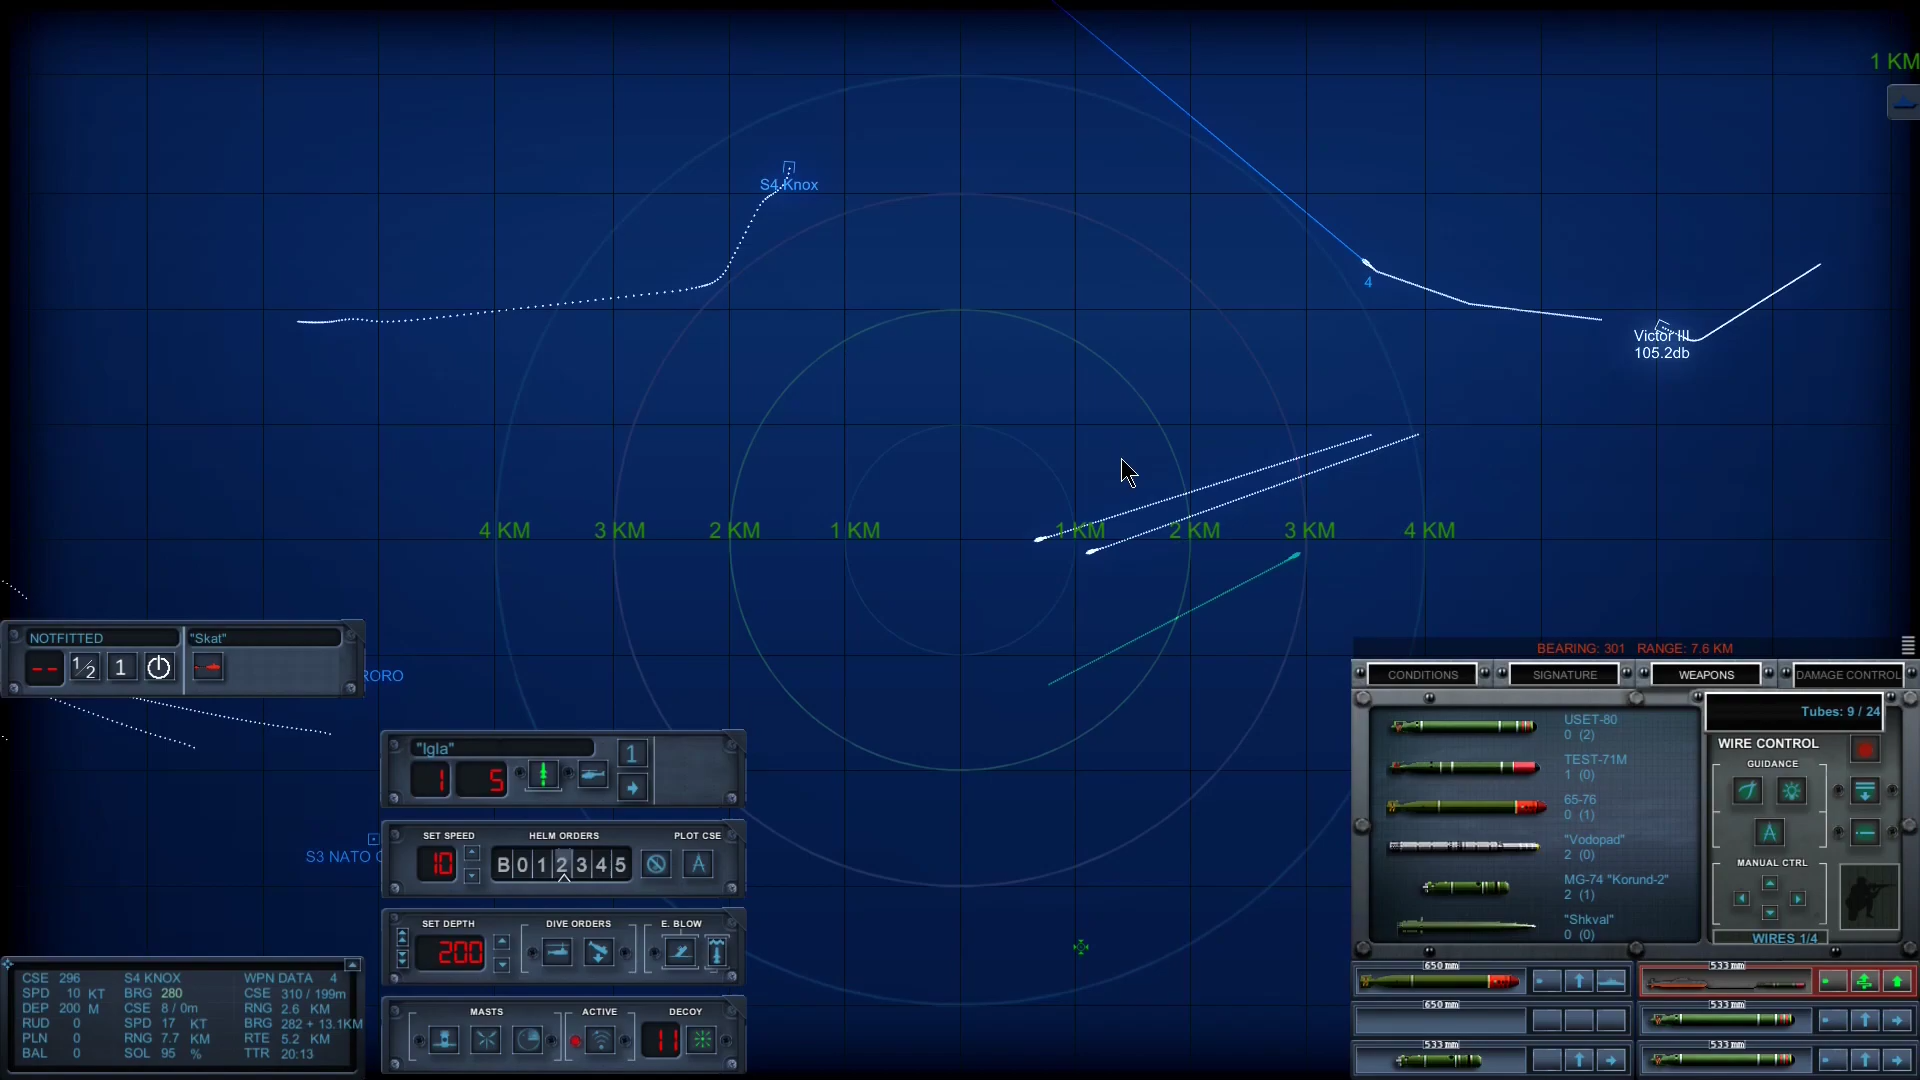 1 KM
S4 Knox
4
Victor III
105.2db
4 KM
3 KM
2 KM
1 KM
1 KM
2 KM
3 KM
4 KM
NOTFITTED
"Skat"
--
1/2
1
RORO
"Igla"
1
5
1
S3 NATO
SET SPEED
HELM ORDERS
PLOT CSE
10
B 0 1 2 3 4 5
SET DEPTH
DIVE ORDERS
E. BLOW
200
MASTS
ACTIVE
DECOY
11
CSE 296
SPD 10 KT
DEP 200 M
RUD 0
PLN 0
BAL 0
S4 KNOX
BRG 280
CSE 8 / 0m
SPD 17 KT
RNG 7.7 KM
SOL 95 %
WPN DATA 4
CSE 310 / 199m
RNG 2.6 KM
BRG 282 + 13.1KM
RTE 5.2 KM
TTR 20:13
BEARING: 301 RANGE: 7.6 KM
CONDITIONS
SIGNATURE
WEAPONS
DAMAGE CONTROL
USET-80
0 (2)
TEST-71M
1 (0)
65-76
0 (1)
"Vodopad"
2 (0)
MG-74 "Korund-2"
2 (1)
"Shkval"
0 (0)
Tubes: 9 / 24
WIRE CONTROL
GUIDANCE
MANUAL CTRL
WIRES 1/4
650 mm
533 mm
650 mm
533 mm
533 mm
533 mm